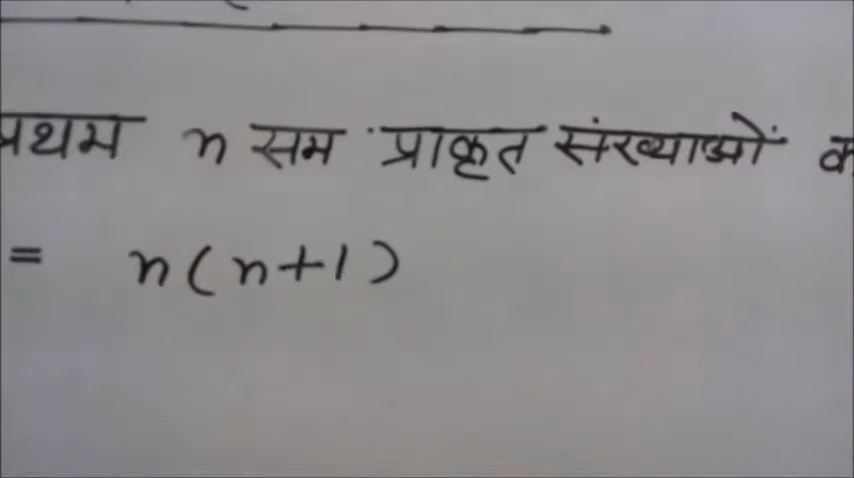 प्रथम n सम प्राकृत संख्याओं
= n(n+1)